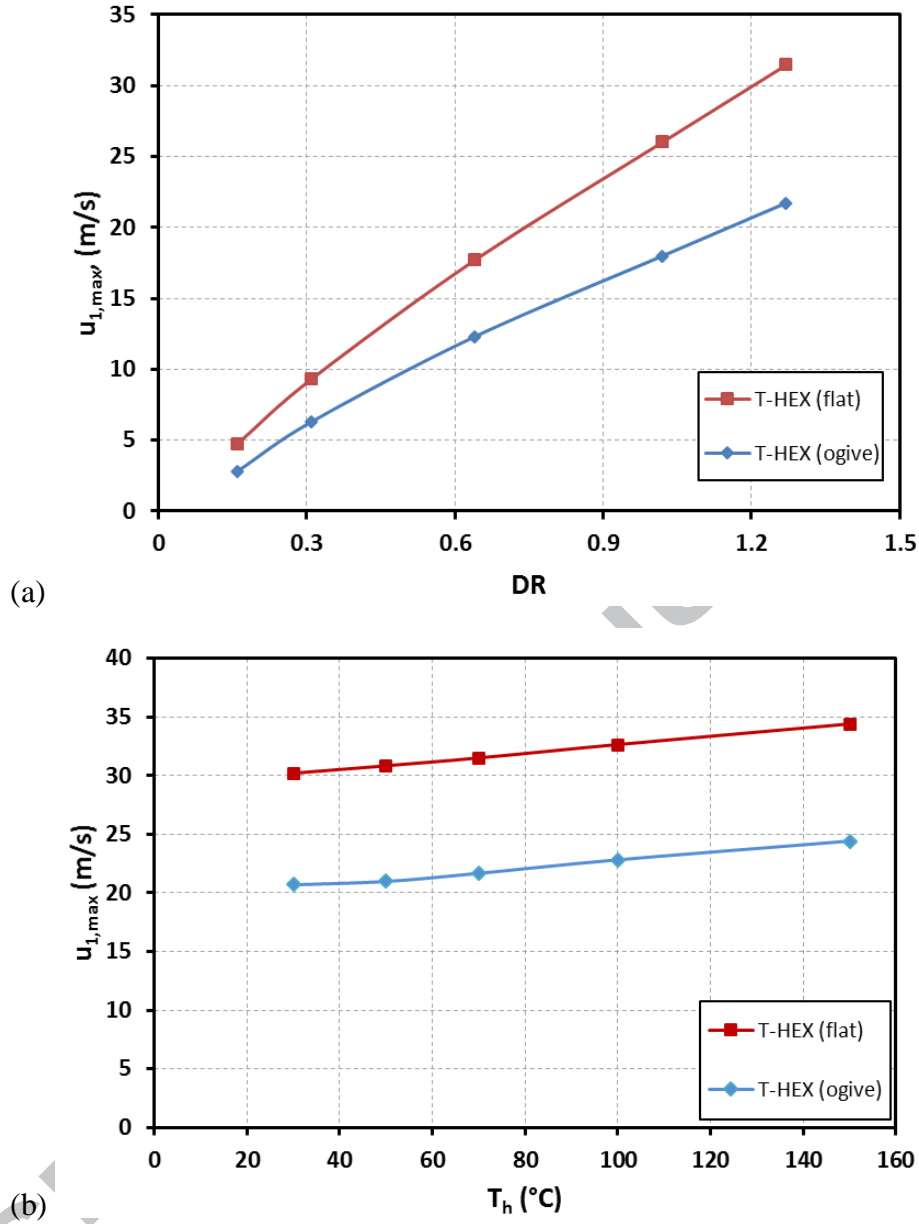 35
30
25
20
15
10
5
0
u1,max, (m/s)
T-HEX (flat)
T-HEX (ogive)
0 0.3 0.6 0.9 1.2 1.5
DR
(a)
40
35
30
25
20
15
10
5
0
u1,max (m/s)
T-HEX (flat)
T-HEX (ogive)
0 20 40 60 80 100 120 140 160
Th (°C)
(b)